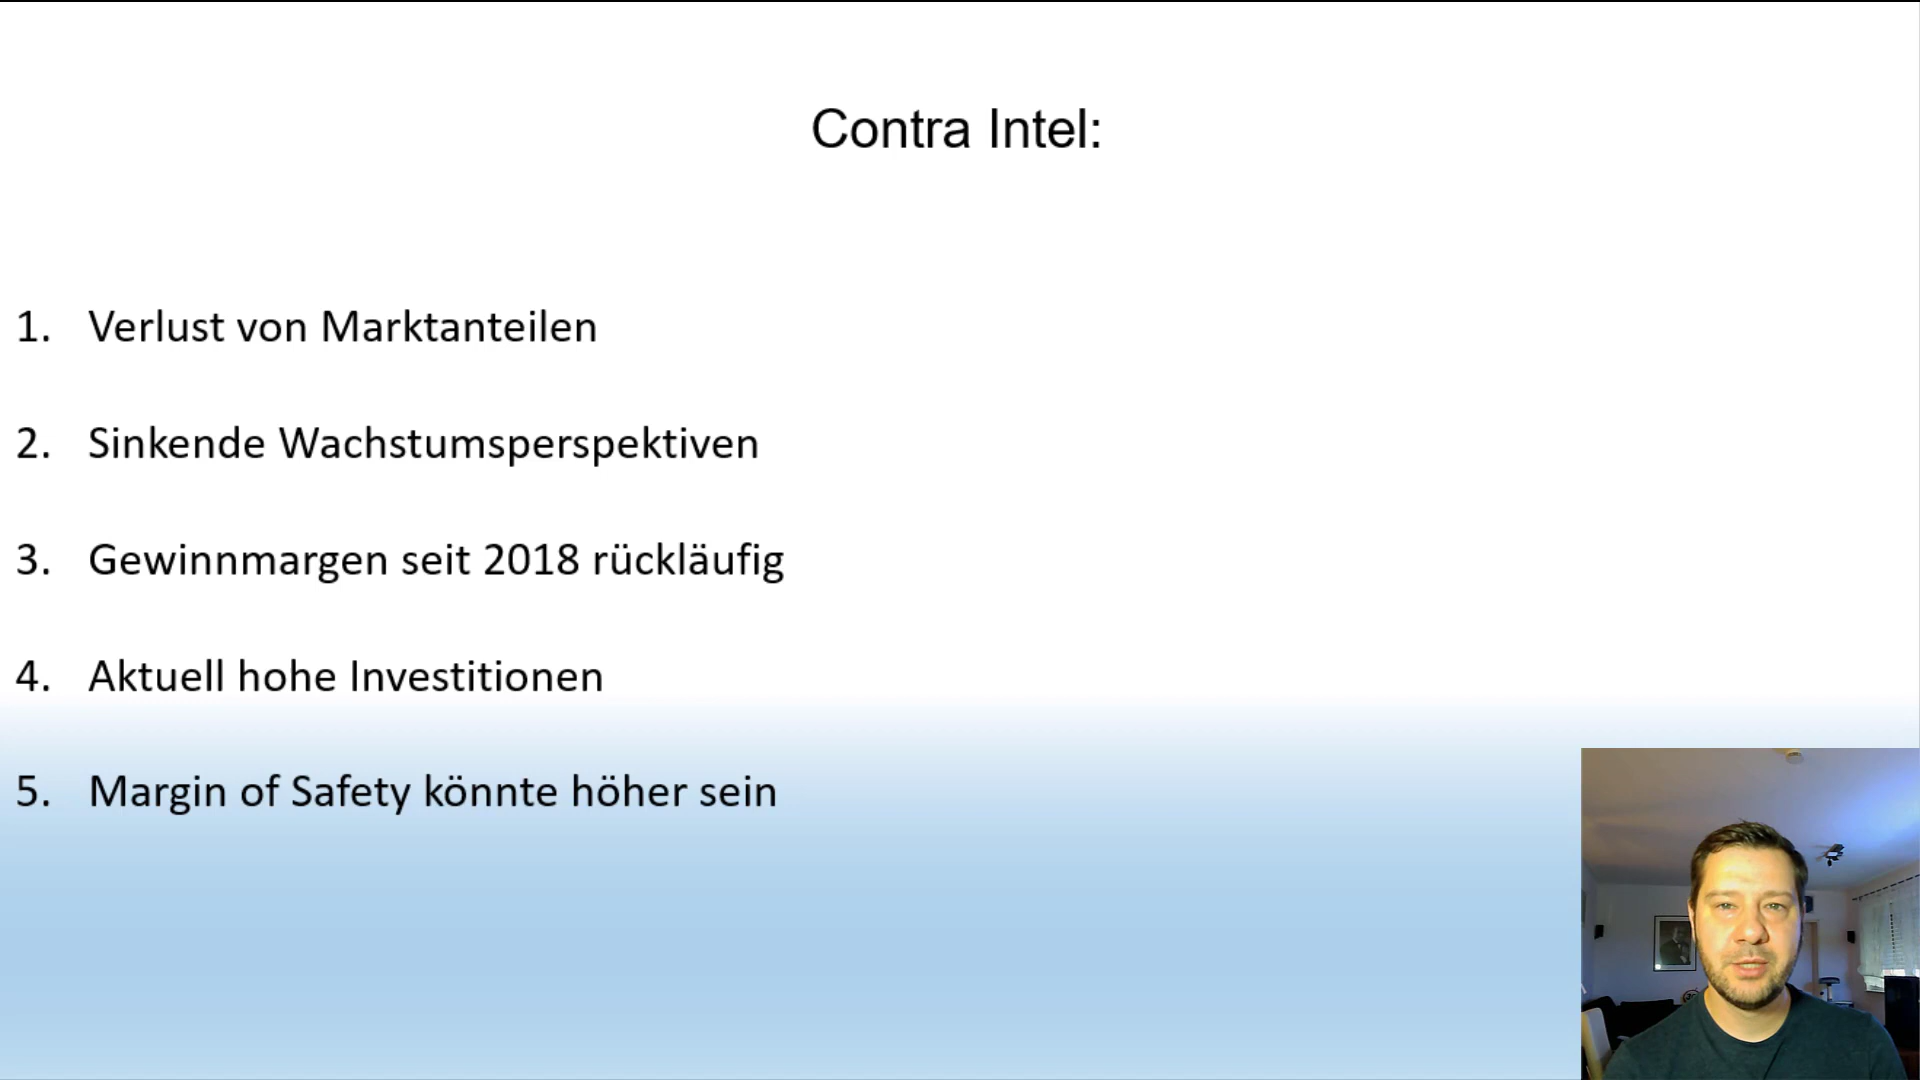 Contra Intel:
1. Verlust von Marktanteilen
2. Sinkende Wachstumsperspektiven
3. Gewinnmargen seit 2018 rückläufig
4. Aktuell hohe Investitionen
5. Margin of Safety könnte höher sein